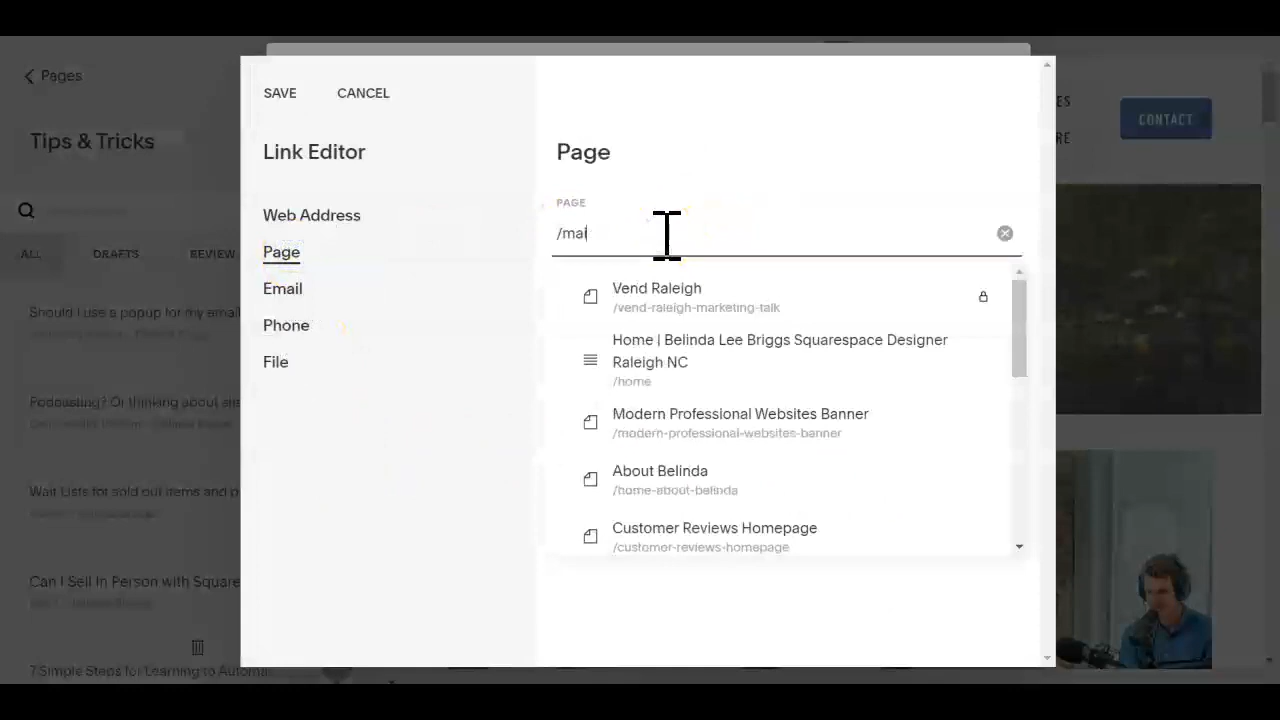 Pages
Tips & Tricks
ALL
DRAFTS
REVIEW
Should I use a popup for my email
Podcasting? Or thinking about
Wait Lists for sold out items and p
Can I Sell In Person with Square
7 Simple Steps for Learning to Automa
SAVE
CANCEL
Link Editor
Web Address
Page
Email
Phone
File
Page
PAGE
/mai
Vend Raleigh
/vend-raleigh-marketing-talk
Home | Belinda Lee Briggs Squarespace Designer
Raleigh NC
/home
Modern Professional Websites Banner
/modern-professional-websites-banner
About Belinda
/home-about-belinda
Customer Reviews Homepage
/customer-reviews-homepage
ES
RE
CONTACT